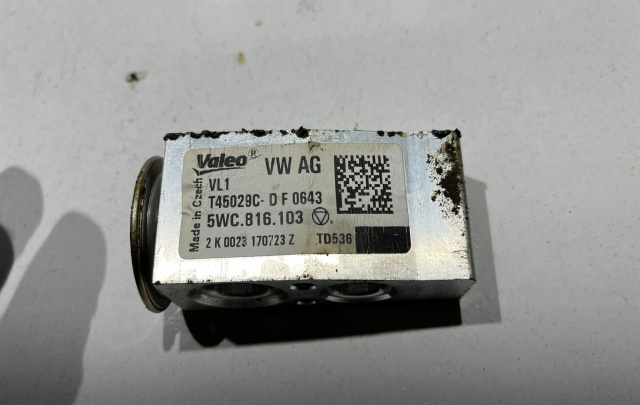 Valeo® VW AG
Made in Czech
VL1
T45029C- D F 0643
5WC.816.103
2 K 0023 170723 Z TD536